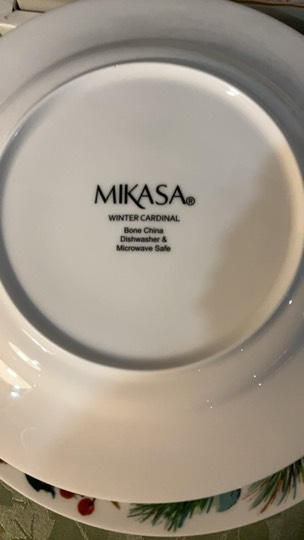 MIKASA®
WINTER CARDINAL
Bone China
Dishwasher &
Microwave Safe